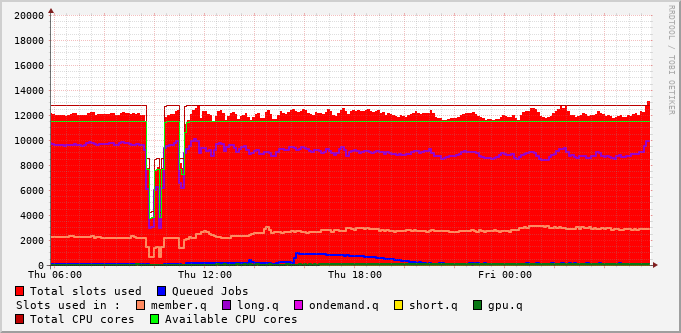 20000
18000
16000
14000
12000
10000
8000
6000
4000
2000
0
Thu 06:00 Thu 12:00 Thu 18:00 Fri 00:00
RRDTOOL / TOBI OETIKER
Total slots used Queued Jobs
Slots used in : member.q long.q ondemand.q short.q gpu.q
Total CPU cores Available CPU cores